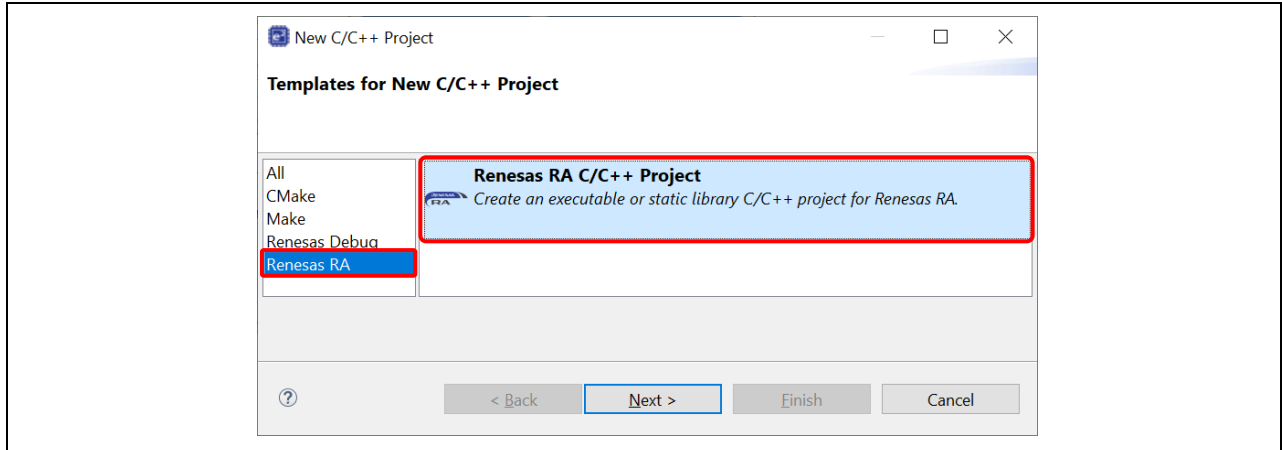 New C/C++ Project
Templates for New C/C++ Project
All
CMake
Make
Renesas Debug
Renesas RA
Renesas RA C/C++ Project
RA
Create an executable or static library C/C++ project for Renesas RA.
< Back
Next >
Finish
Cancel